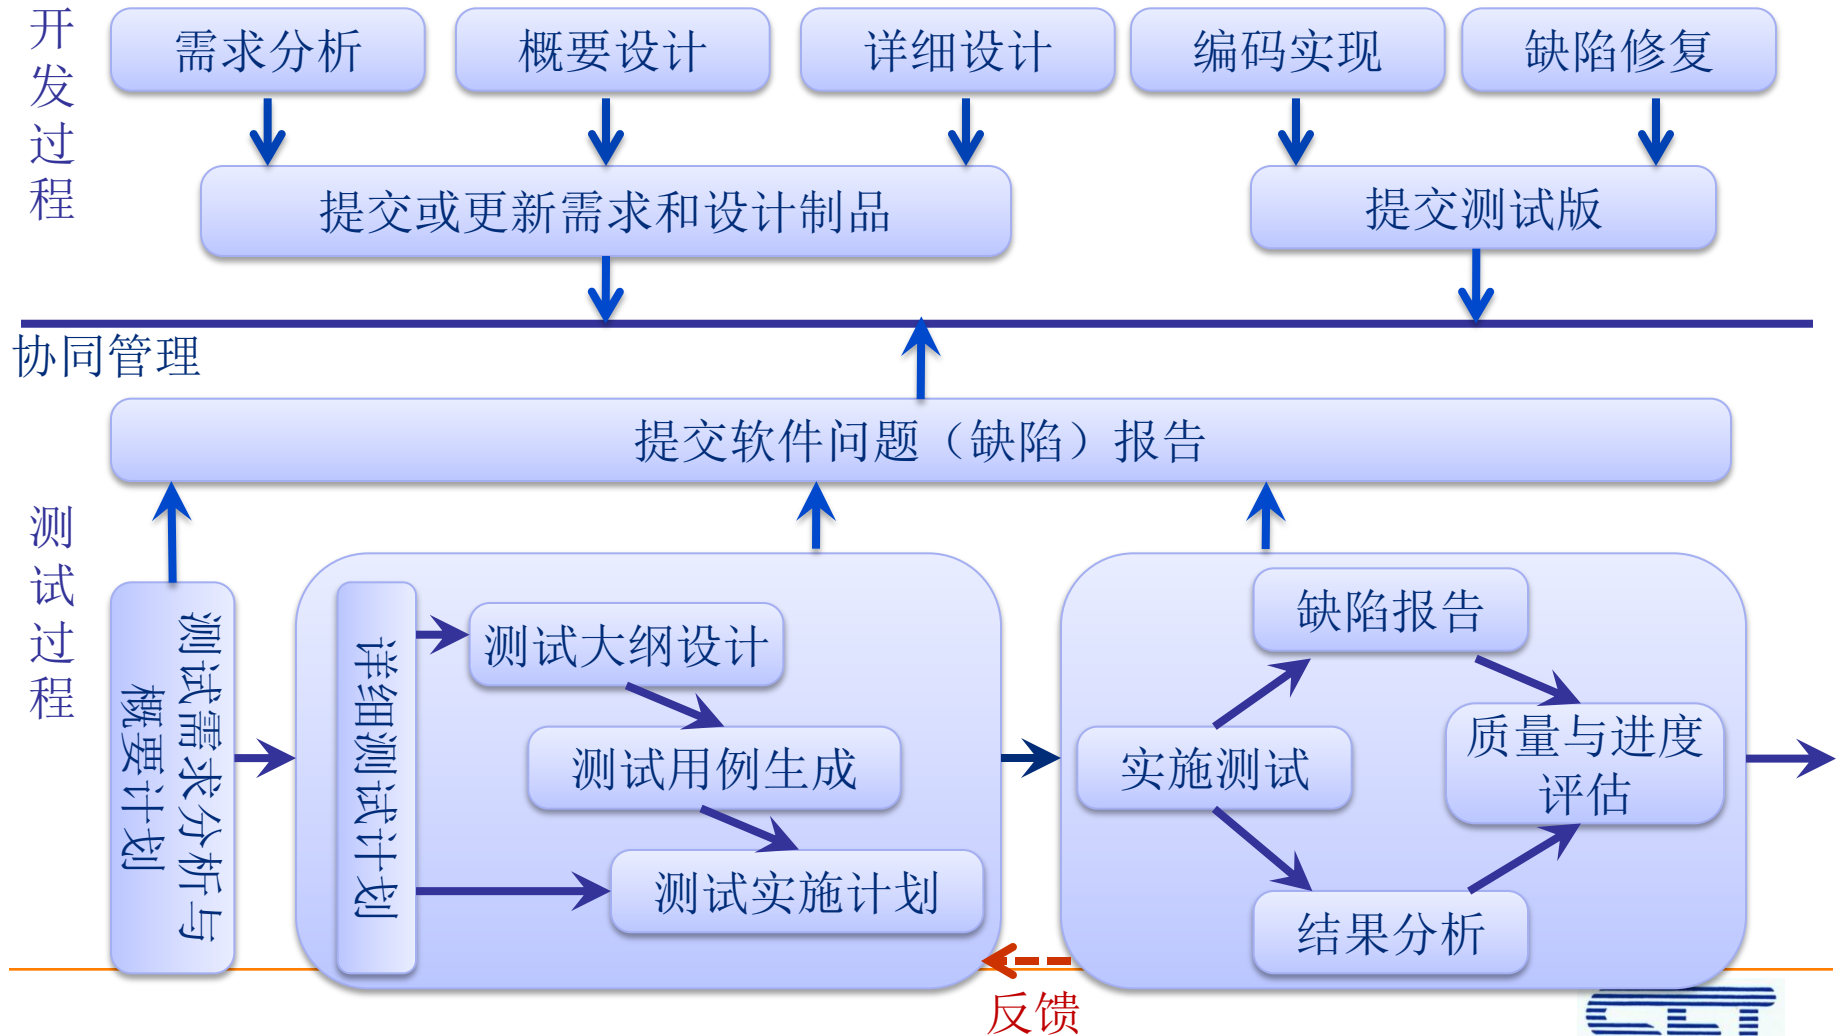 开发过程
需求分析
概要设计
详细设计
编码实现
缺陷修复
提交或更新需求和设计制品
提交测试版
协同管理
提交软件问题（缺陷）报告
测试过程
测试需求分析与
概要计划
详细测试计划
测试大纲设计
测试用例生成
测试实施计划
缺陷报告
实施测试
质量与进度
评估
结果分析
反馈